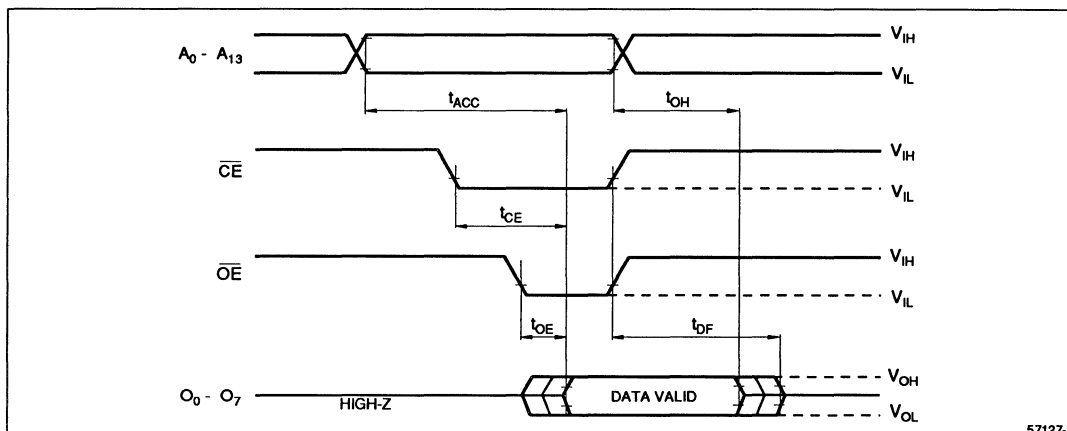 A0 - A13
VIH
VIL
tACC
tOH
CE
VIH
VIL
tCE
OE
VIH
VIL
tOE
tDF
O0 - O7
HIGH-Z
DATA VALID
VOH
VOL